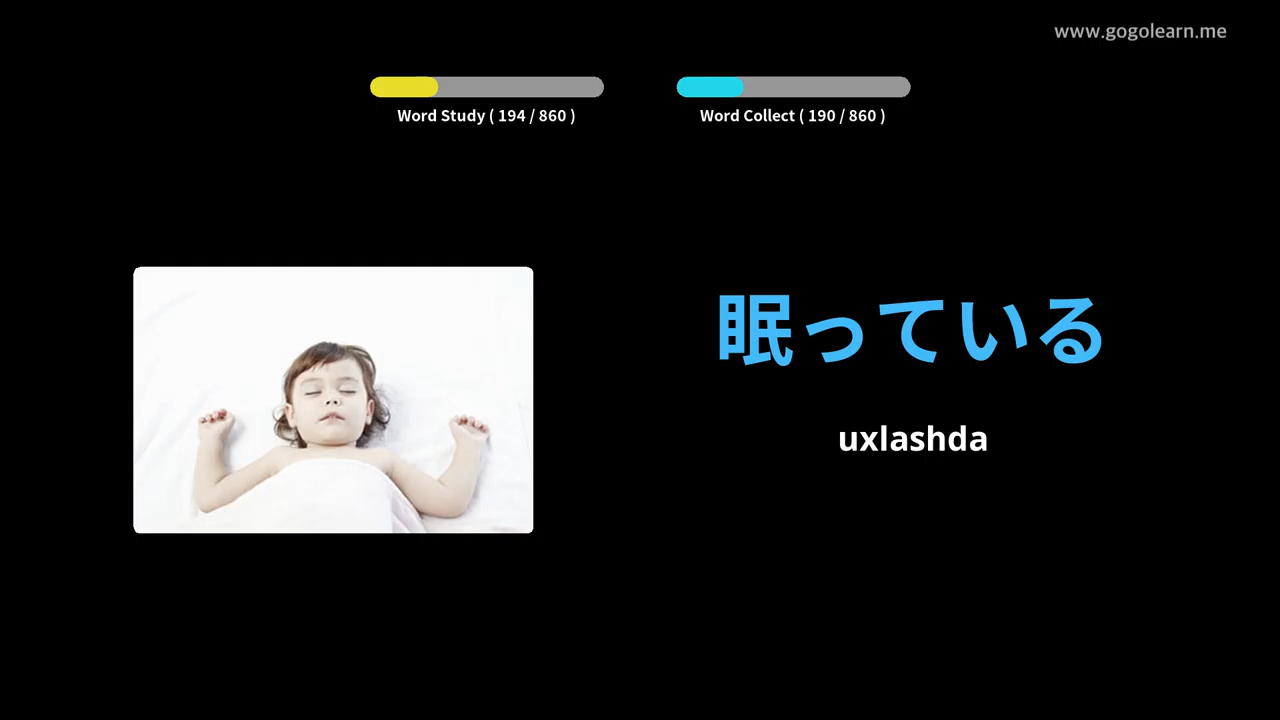 www.gogolearn.me
Word Study ( 194 / 860 )
Word Collect ( 190 / 860 )
眠っている
uxlashda